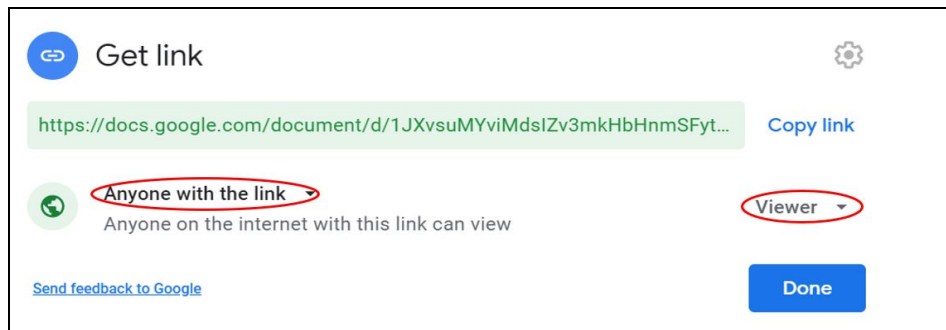 Get link
https://docs.google.com/document/d/1JXvsuMYviMdsIZv3mkHbHnmSFyt...
Copy link
Anyone with the link
Anyone on the internet with this link can view
Viewer
Send feedback to Google
Done